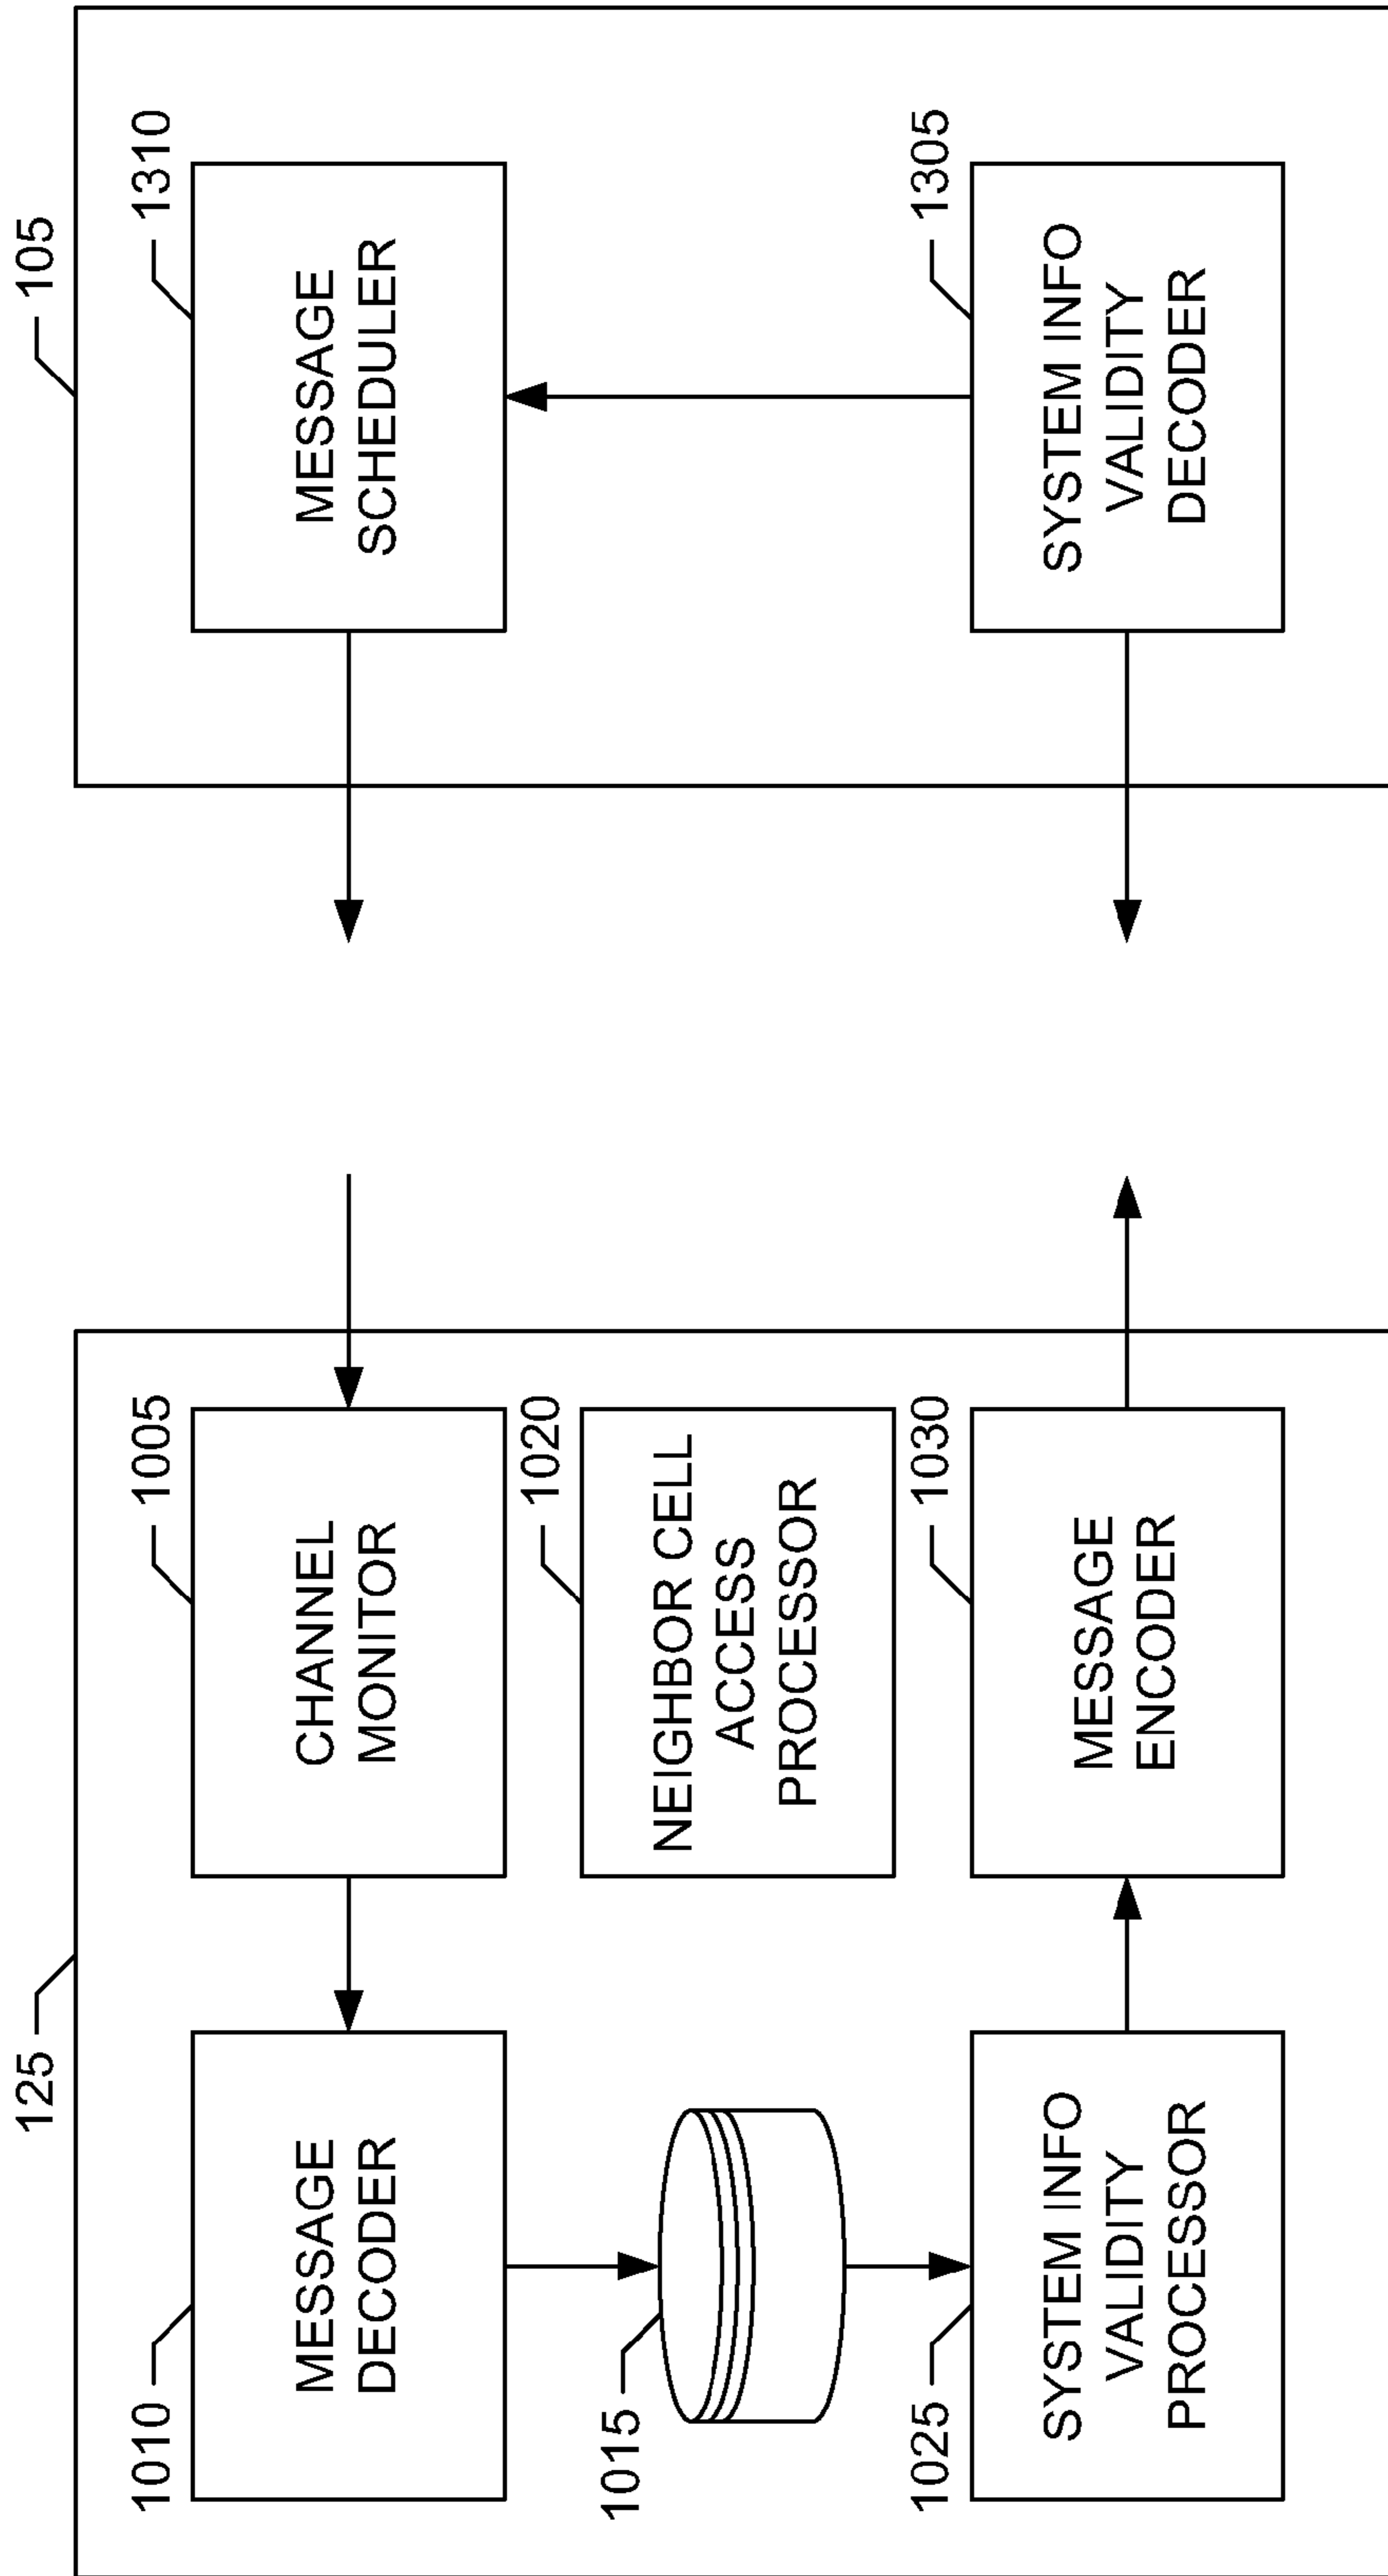 125
1010
MESSAGE
DECODER
1005
CHANNEL
MONITOR
1015
1020
NEIGHBOR CELL
ACCESS
PROCESSOR
1025
SYSTEM INFO
VALIDITY
PROCESSOR
1030
MESSAGE
ENCODER
105
1310
MESSAGE
SCHEDULER
1305
SYSTEM INFO
VALIDITY
DECODER